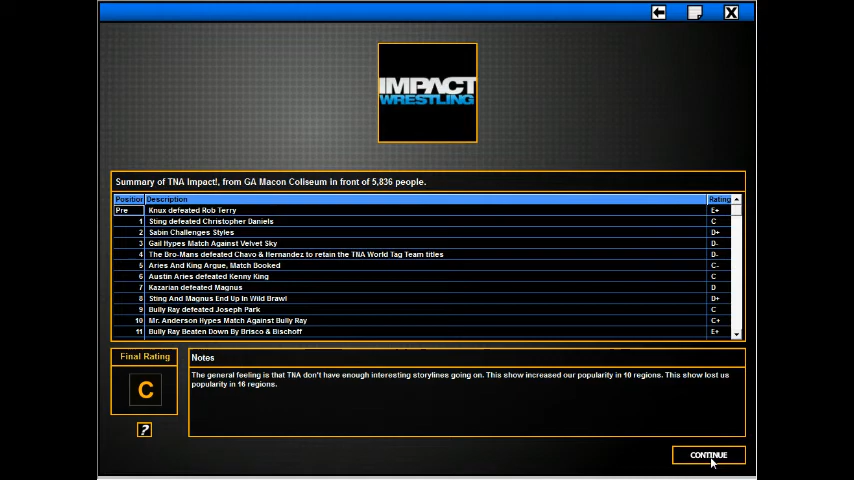 IMPACT
WRESTLING
Summary of TNA Impact!, from GA Macon Coliseum in front of 5,836 people.
Position Description Rating
Pre Knux defeated Rob Terry E+
1 Sting defeated Christopher Daniels C
2 Sabin Challenges Styles D+
3 Gail Hypes Match Against Velvet Sky D-
4 The Bro-Mans defeated Chavo & Hernandez to retain the TNA World Tag Team titles D-
5 Aries And King Argue, Match Booked C-
6 Austin Aries defeated Kenny King C
7 Kazarian defeated Magnus D
8 Sting And Magnus End Up In Wild Brawl D+
9 Bully Ray defeated Joseph Park C
10 Mr. Anderson Hypes Match Against Bully Ray C+
11 Bully Ray Beaten Down By Brisco & Bischoff E+
Final Rating
C
?
Notes
The general feeling is that TNA don't have enough interesting storylines going on. This show increased our popularity in 10 regions. This show lost us
popularity in 16 regions.
CONTINUE